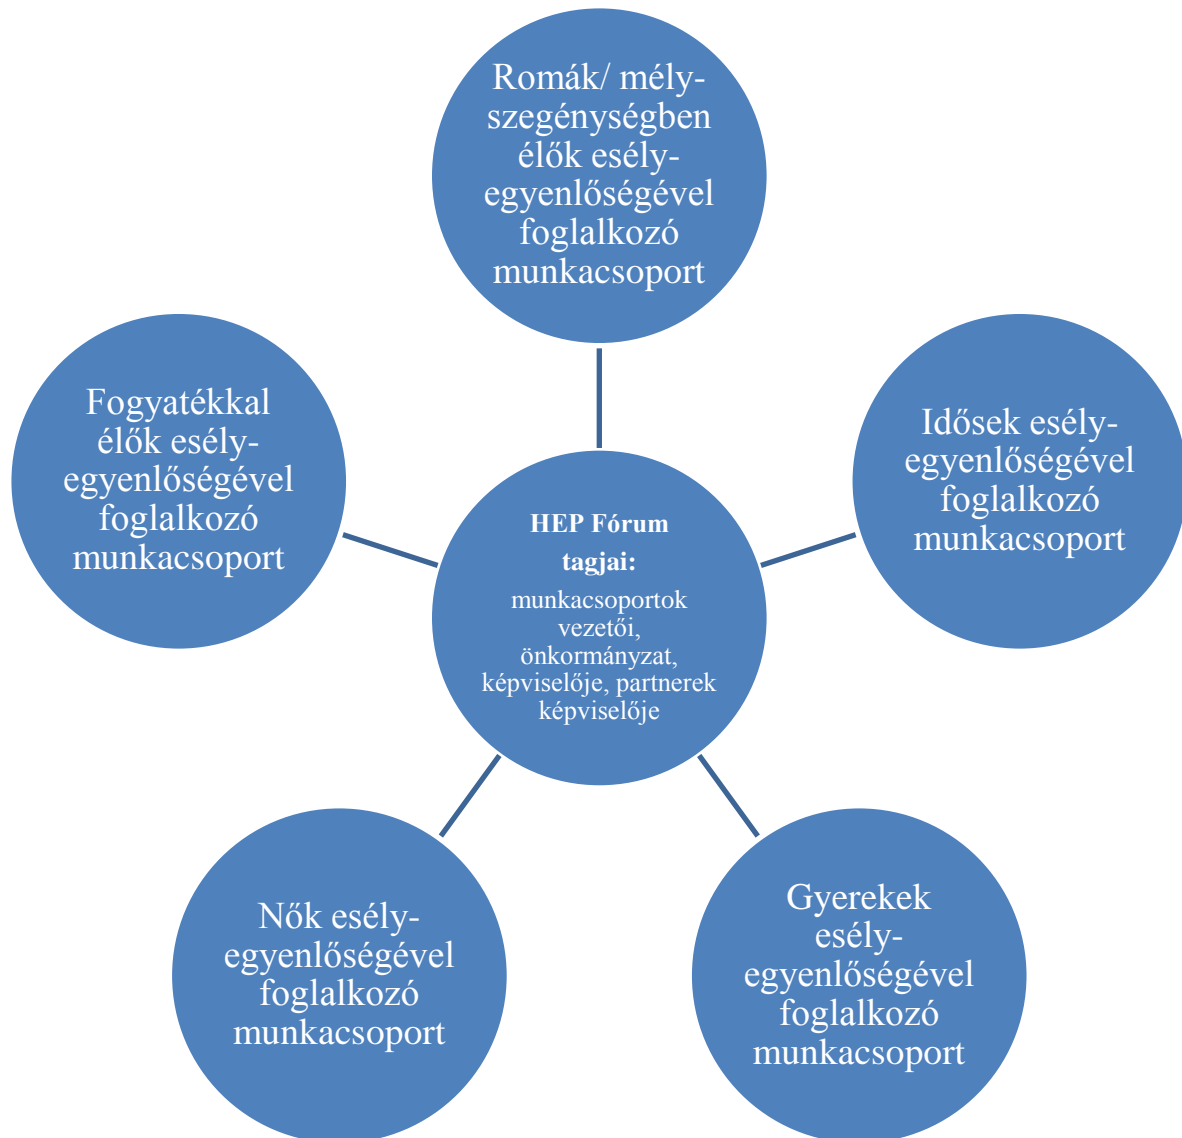 Romák/ mély-
szegénységben
élők esély-
egyenlőségével
foglalkozó
munkacsoport
Fogyatékkal
élők esély-
egyenlőségével
foglalkozó
munkacsoport
Idősek esély-
egyenlőségével
foglalkozó
munkacsoport
HEP Fórum
tagjai:
munkacsoportok
vezetői,
önkormányzat,
képviselője, partnerek
képviselője
Nők esély-
egyenlőségével
foglalkozó
munkacsoport
Gyerekek
esély-
egyenlőségével
foglalkozó
munkacsoport